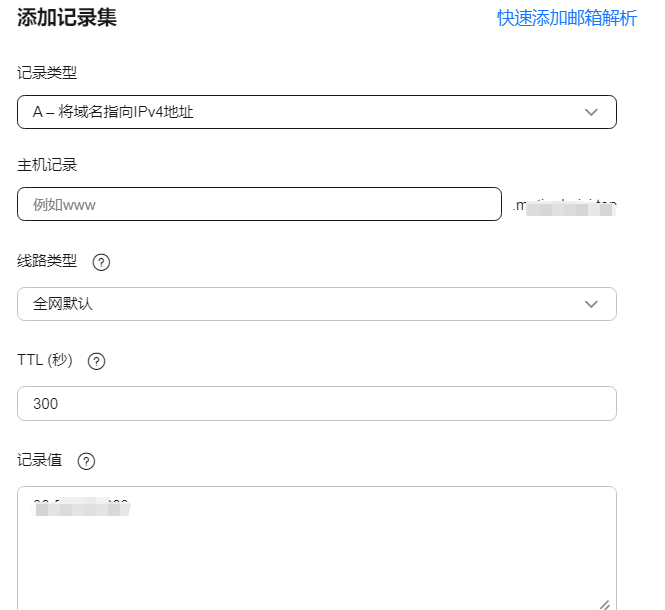 添加记录集 快速添加邮箱解析
记录类型
A – 将域名指向IPv4地址
主机记录
例如www
线路类型 ?
全网默认
TTL (秒) ?
300
记录值 ?